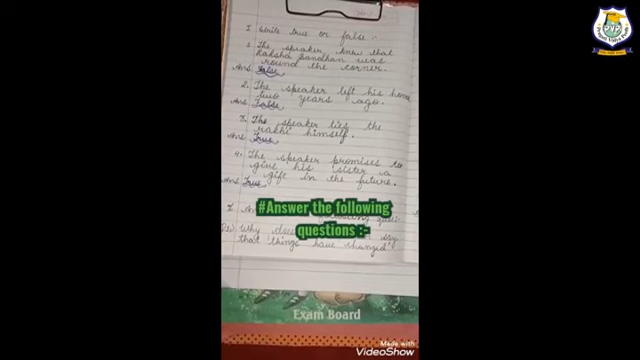 I Write true or false :-
1. The speaker knew that
Raksha Bandhan was
round the corner.
Ans False
2. The speaker left his home
two years ago.
Ans False
3. The speaker ties the
rakhi himself.
Ans True
4. The speaker promises to
give his sister a
gift in the future.
Ans True
#Answer the following
questions :-
Why does say
that things have changed
Exam Board
Made with
VideoShow